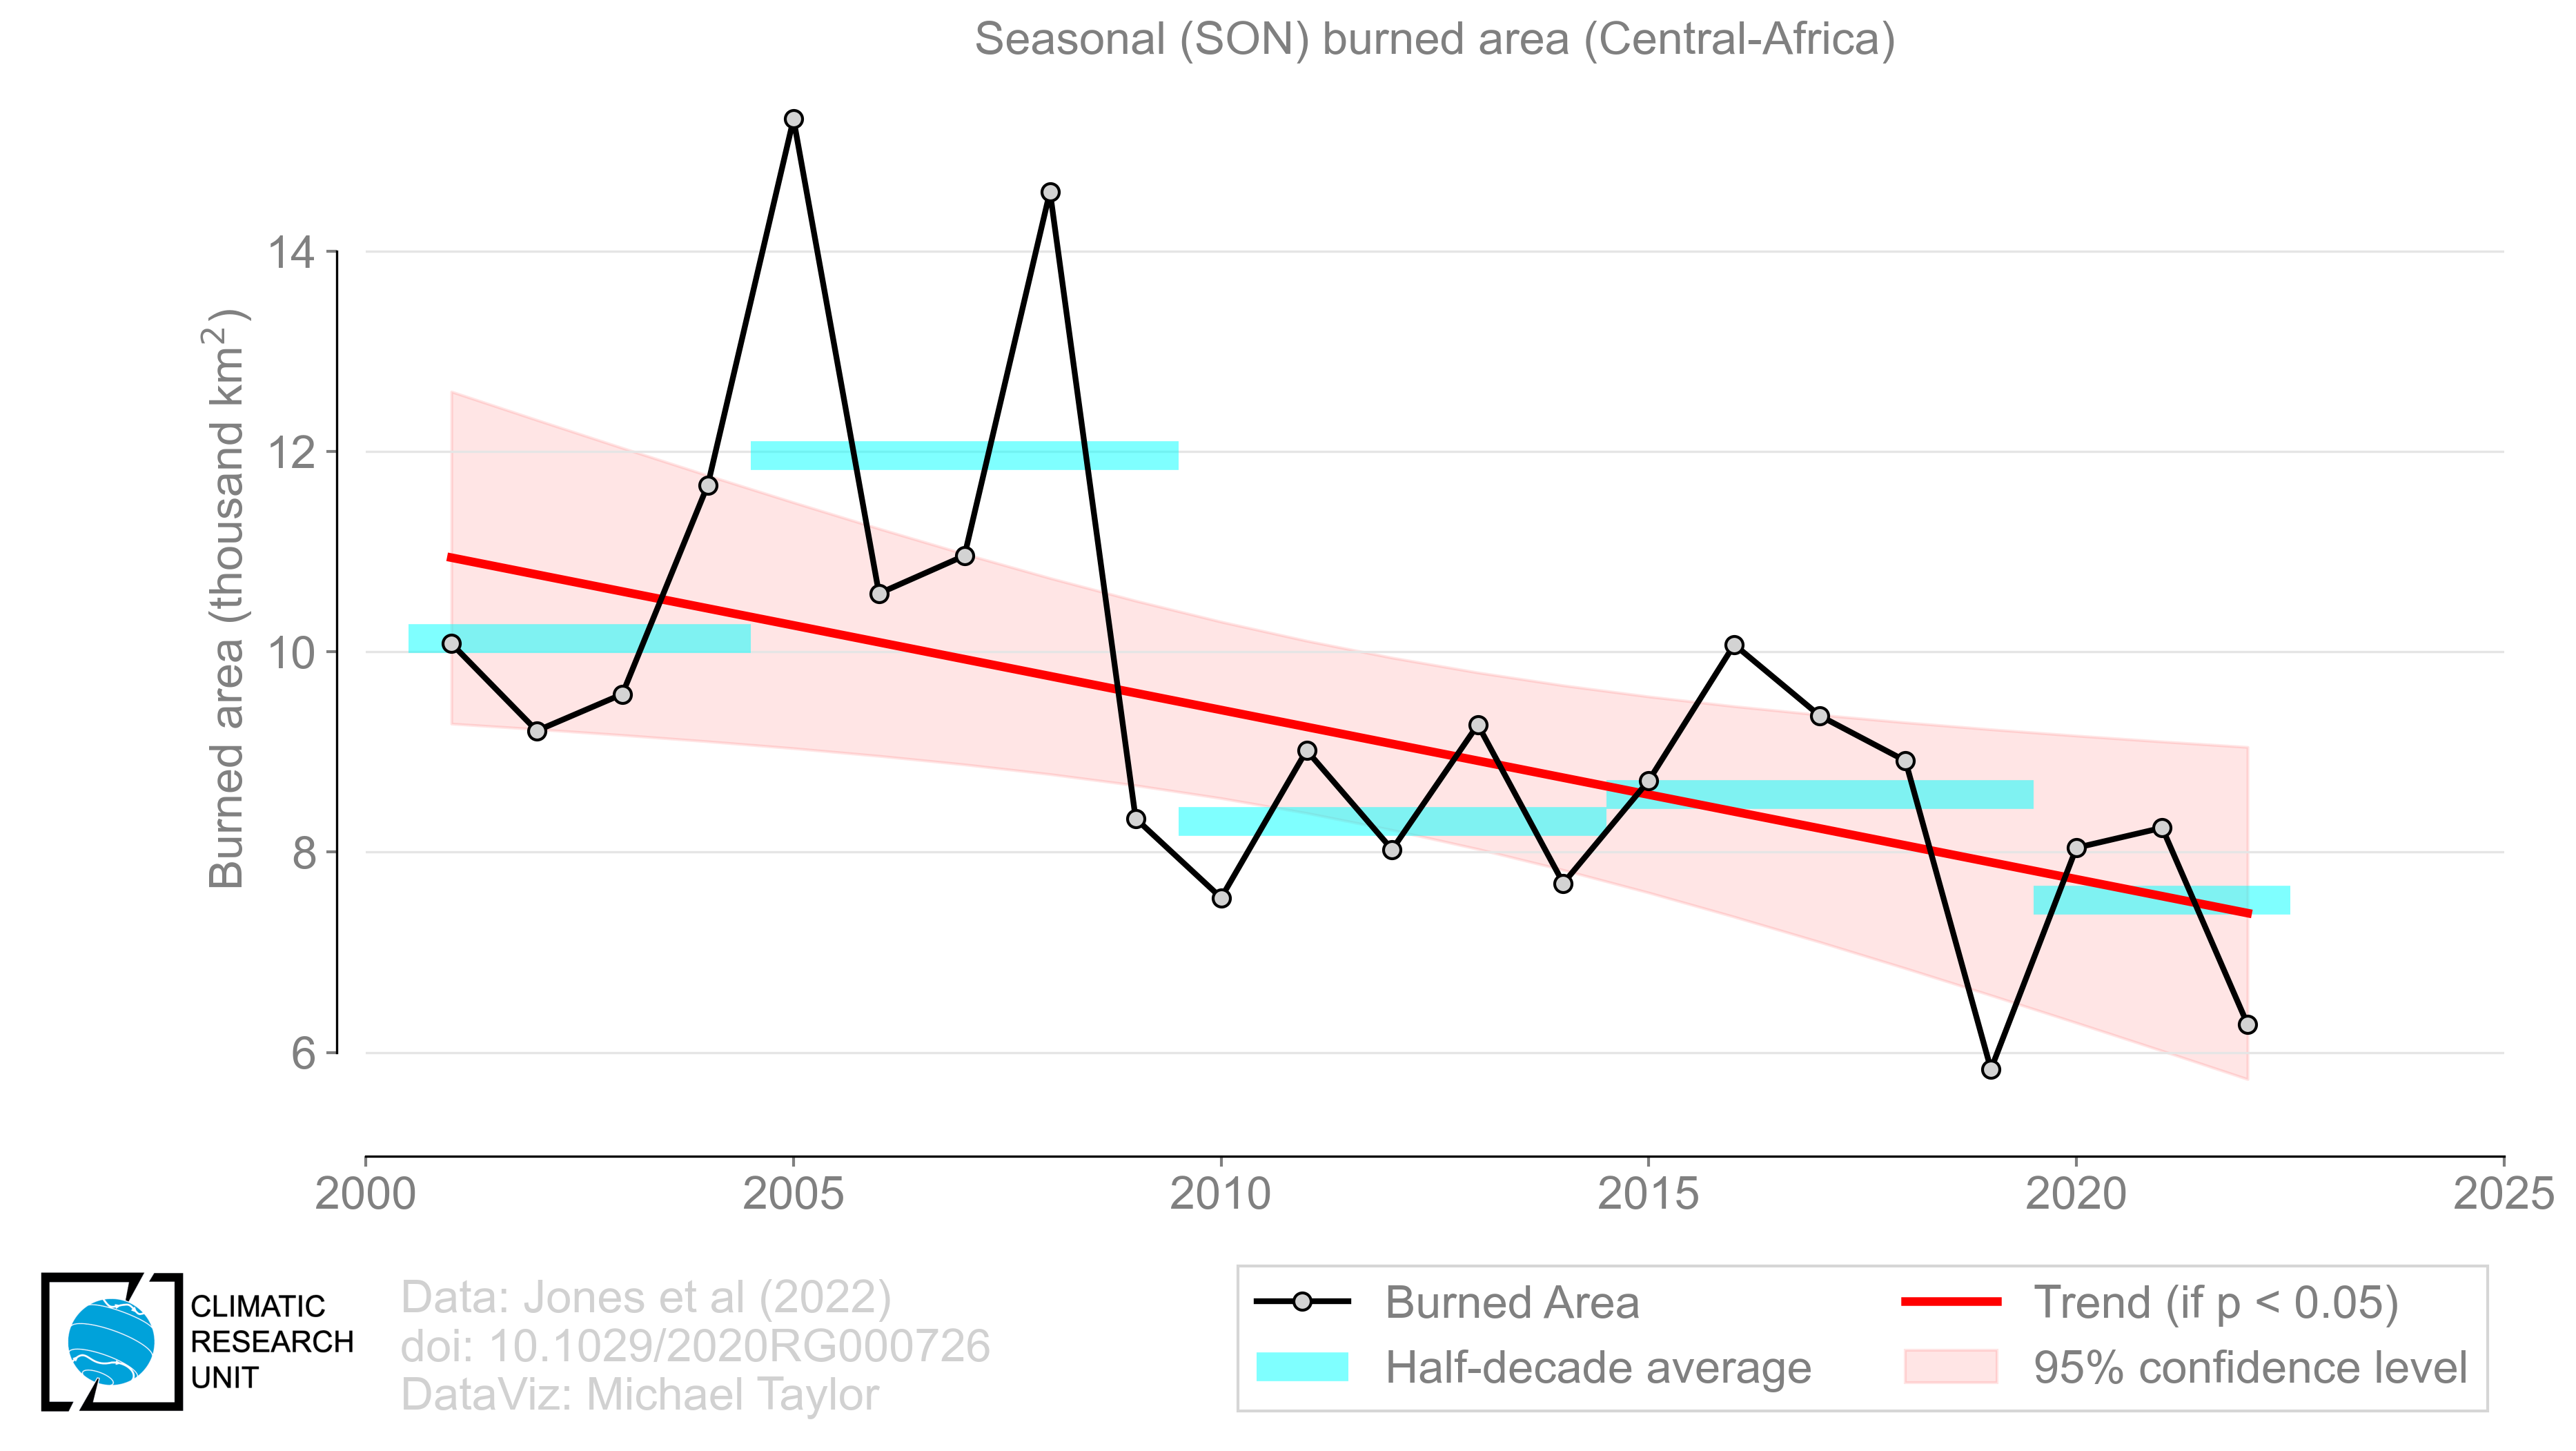 Seasonal (SON) burned area (Central-Africa)
Burned area (thousand km²)
14
12
10
8
6
2000 2005 2010 2015 2020 2025
CLIMATIC
RESEARCH
UNIT
Data: Jones et al (2022)
doi: 10.1029/2020RG000726
DataViz: Michael Taylor
Burned Area
Half-decade average
Trend (if p < 0.05)
95% confidence level